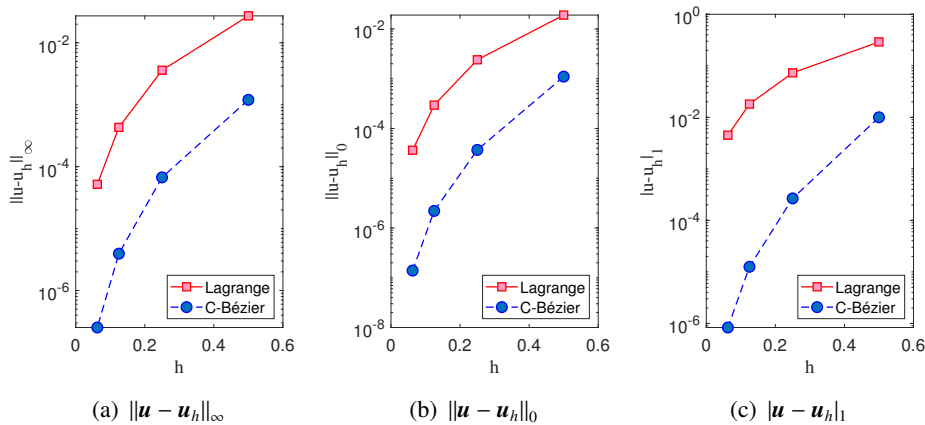 10^-2
10^-4
10^-6
||u-u_h||_∞
0 0.2 0.4 0.6
h
Lagrange
C-Bézier
(a) ||u − u_h||_∞
10^-2
10^-4
10^-6
10^-8
||u-u_h||_0
0 0.2 0.4 0.6
h
Lagrange
C-Bézier
(b) ||u − u_h||_0
10^0
10^-2
10^-4
10^-6
|u-u_h|_1
0 0.2 0.4 0.6
h
Lagrange
C-Bézier
(c) |u − u_h|_1